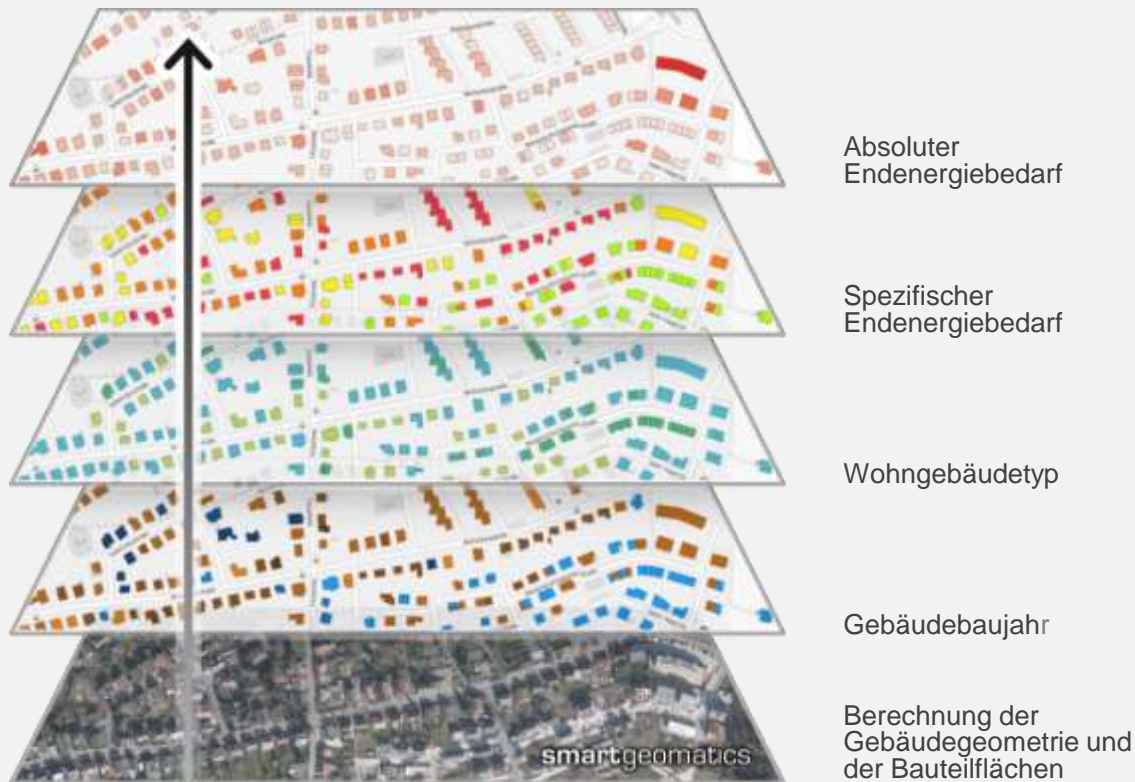 Absoluter
Endenergiebedarf
Spezifischer
Endenergiebedarf
Wohngebäudetyp
Gebäudebaujahr
Berechnung der
Gebäudegeometrie und
der Bauteilflächen
smartgeomatics